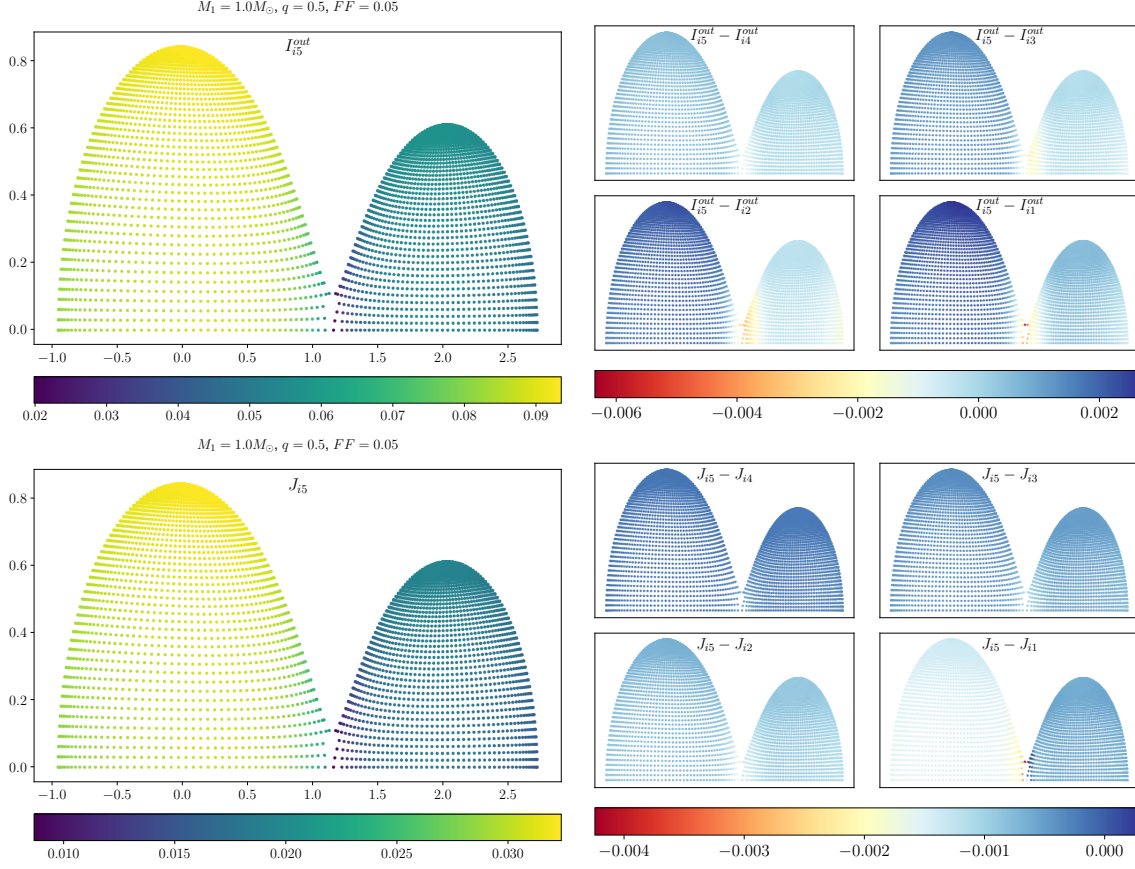 M₁ = 1.0M⊙, q = 0.5, FF = 0.05
I_{i5}^{out}
0.8
0.6
0.4
0.2
0.0
−1.0 −0.5 0.0 0.5 1.0 1.5 2.0 2.5
0.02 0.03 0.04 0.05 0.06 0.07 0.08 0.09
I_{i5}^{out} − I_{i4}^{out}
I_{i5}^{out} − I_{i3}^{out}
I_{i5}^{out} − I_{i2}^{out}
I_{i5}^{out} − I_{i1}^{out}
−0.006 −0.004 −0.002 0.000 0.002
M₁ = 1.0M⊙, q = 0.5, FF = 0.05
J_{i5}
0.8
0.6
0.4
0.2
0.0
−1.0 −0.5 0.0 0.5 1.0 1.5 2.0 2.5
0.010 0.015 0.020 0.025 0.030
J_{i5} − J_{i4}
J_{i5} − J_{i3}
J_{i5} − J_{i2}
J_{i5} − J_{i1}
−0.004 −0.003 −0.002 −0.001 0.000